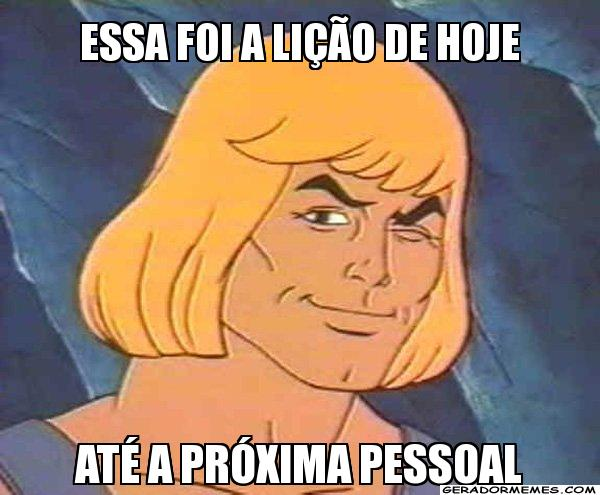 ESSA FOI A LIÇÃO DE HOJE
ATÉ A PRÓXIMA PESSOAL
GERADORMEMES.COM